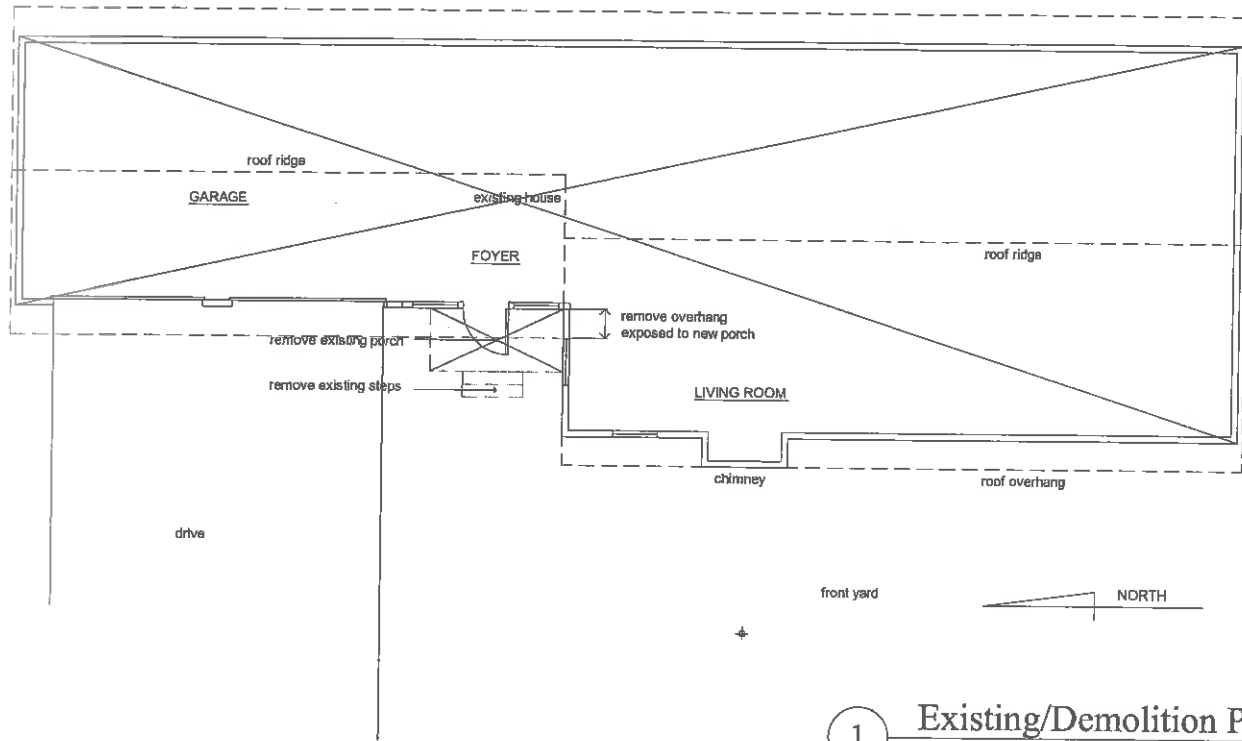 roof ridge
GARAGE
existing house
FOYER
roof ridge
remove overhang
exposed to new porch
remove existing porch
remove existing steps
LIVING ROOM
chimney
roof overhang
drive
front yard
NORTH
1
Existing/Demolition P